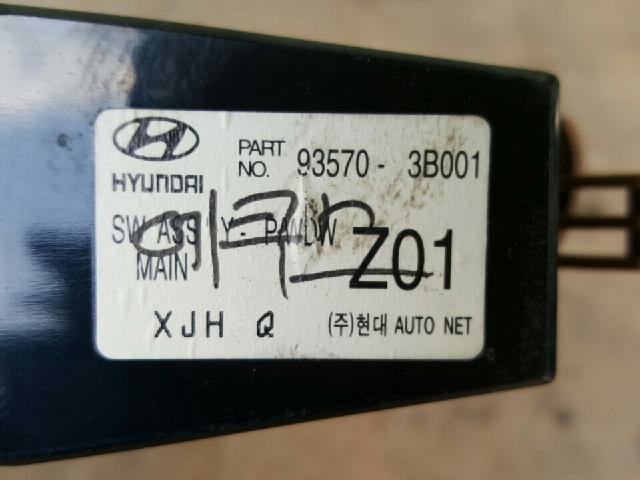 HYUNDAI
PART NO. 93570 - 3B001
SW ASS'Y - P/WDW
MAIN
Z01
XJH Q
(주)현대 AUTO NET